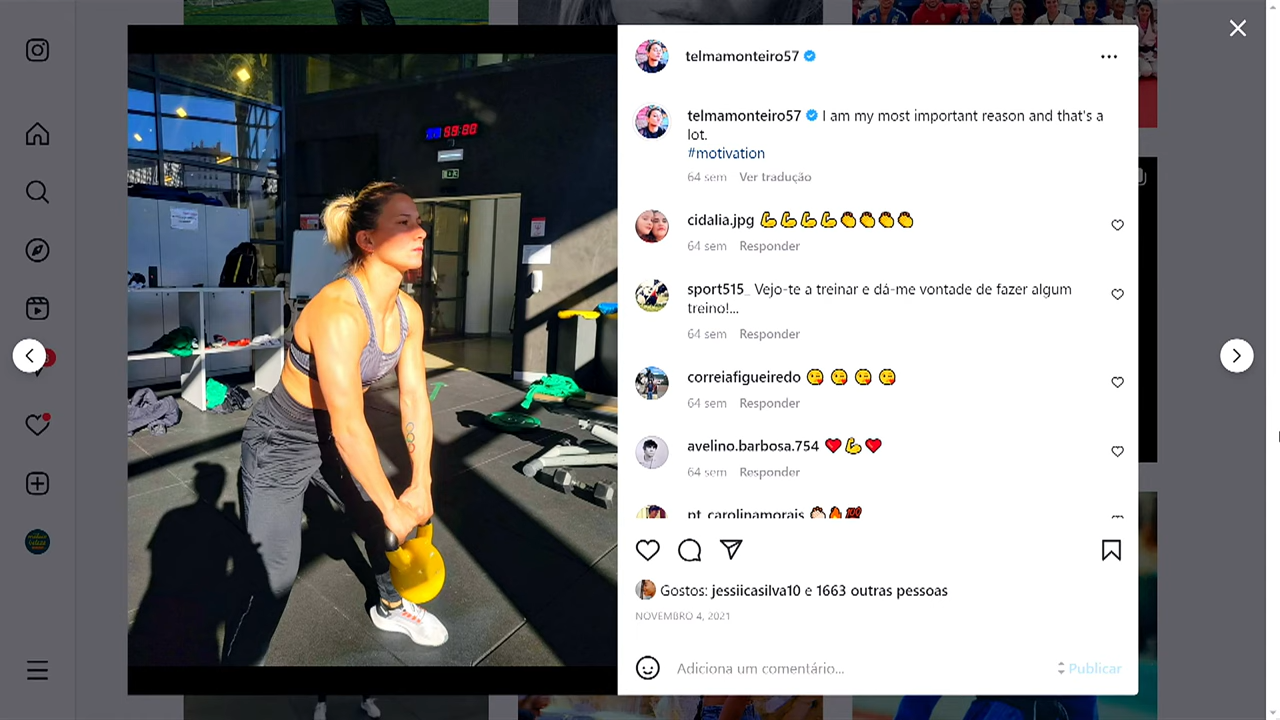 09:00
telmamonteiro57
telmamonteiro57 I am my most important reason and that's a
lot.
#motivation
64 sem Ver tradução
cidalia.jpg 💪💪💪💪👏👏👏👏
64 sem Responder
sport515_ Vejo-te a treinar e dá-me vontade de fazer algum
treino!...
64 sem Responder
correiafigueiredo 😘 😘 😘 😘
64 sem Responder
avelino.barbosa.754 ❤️💪❤️
64 sem Responder
pt_carolinamorais 👏🔥💯
Gostos: jessiicasilva10 e 1663 outras pessoas
NOVEMBRO 4, 2021
Adiciona um comentário...
Publicar